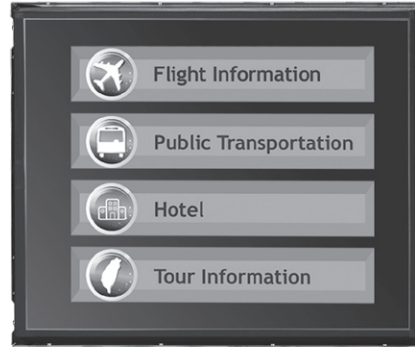 Flight Information
Public Transportation
Hotel
Tour Information